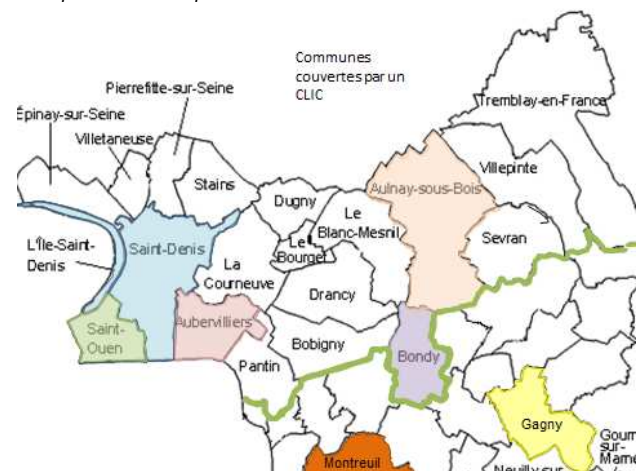 Communes
couvertes par un
CLIC
Pierrefitte-sur-Seine
Tremblay-en-France
Épinay-sur-Seine
Villetaneuse
Villepinte
Stains
Aulnay-sous-Bois
Dugny
Le
Blanc-Mesnil
L'Île-Saint-
Denis
Saint-Denis
Le
Bourget
Sevran
La
Courneuve
Drancy
Saint-
Ouen
Aubervilliers
Bobigny
Bondy
Pantin
Gagny
Montreuil
sur-